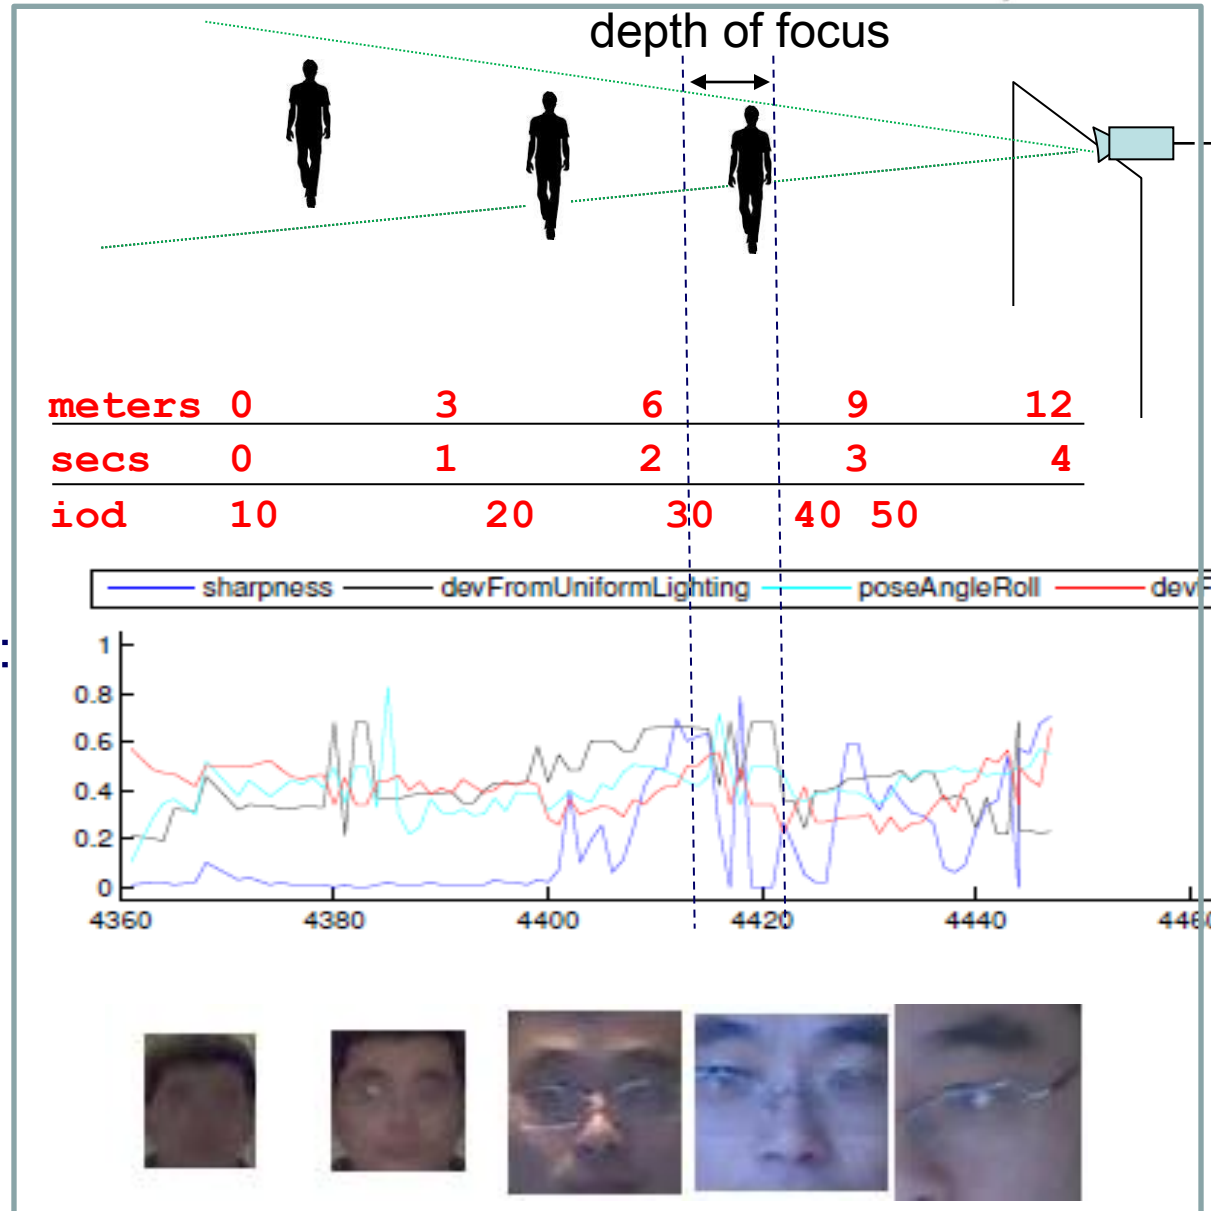 depth of focus
meters 0 3 6 9 12
secs 0 1 2 3 4
iod 10 20 30 40 50
sharpness devFromUniformLighting poseAngleRoll
:
1
0.8
0.6
0.4
0.2
0
4360 4380 4400 4420 4440